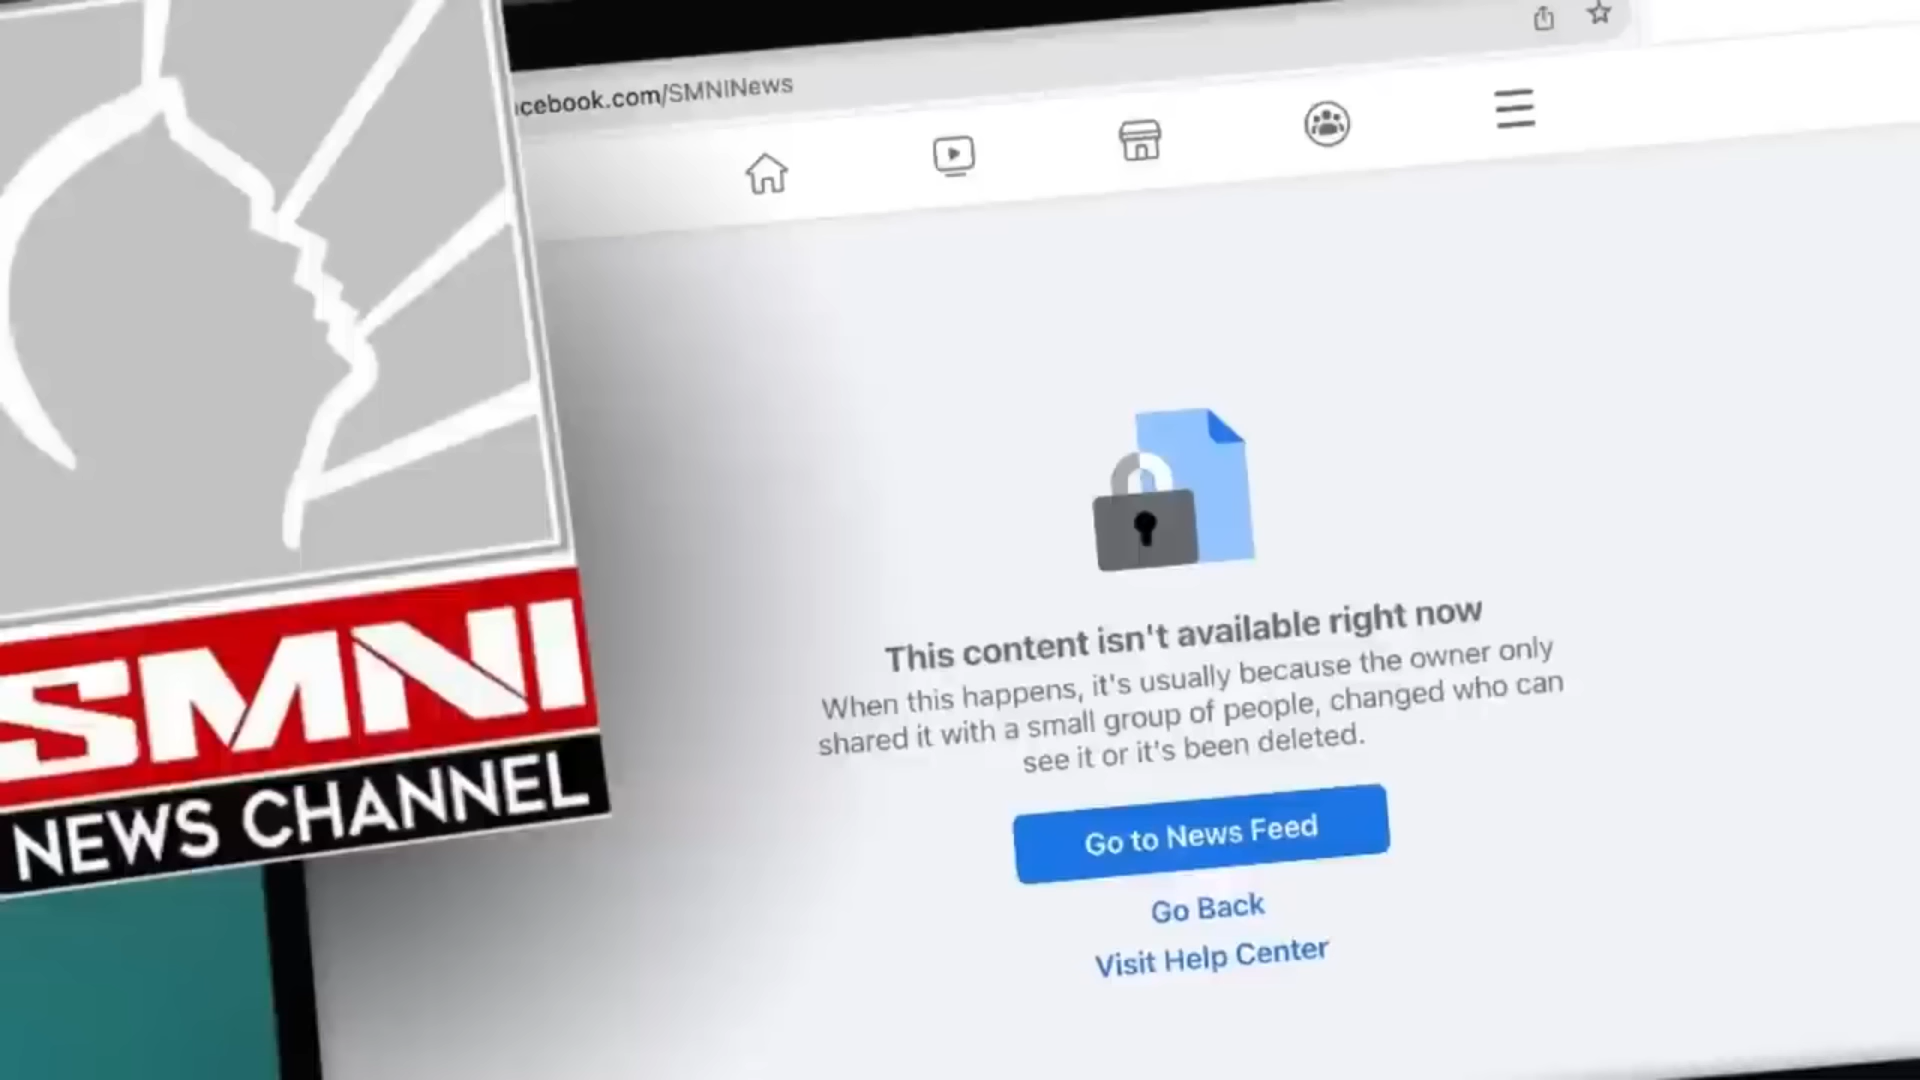 cebook.com/SMNINews
SMNI
NEWS CHANNEL
This content isn't available right now
When this happens, it's usually because the owner only
shared it with a small group of people, changed who can
see it or it's been deleted.
Go to News Feed
Go Back
Visit Help Center